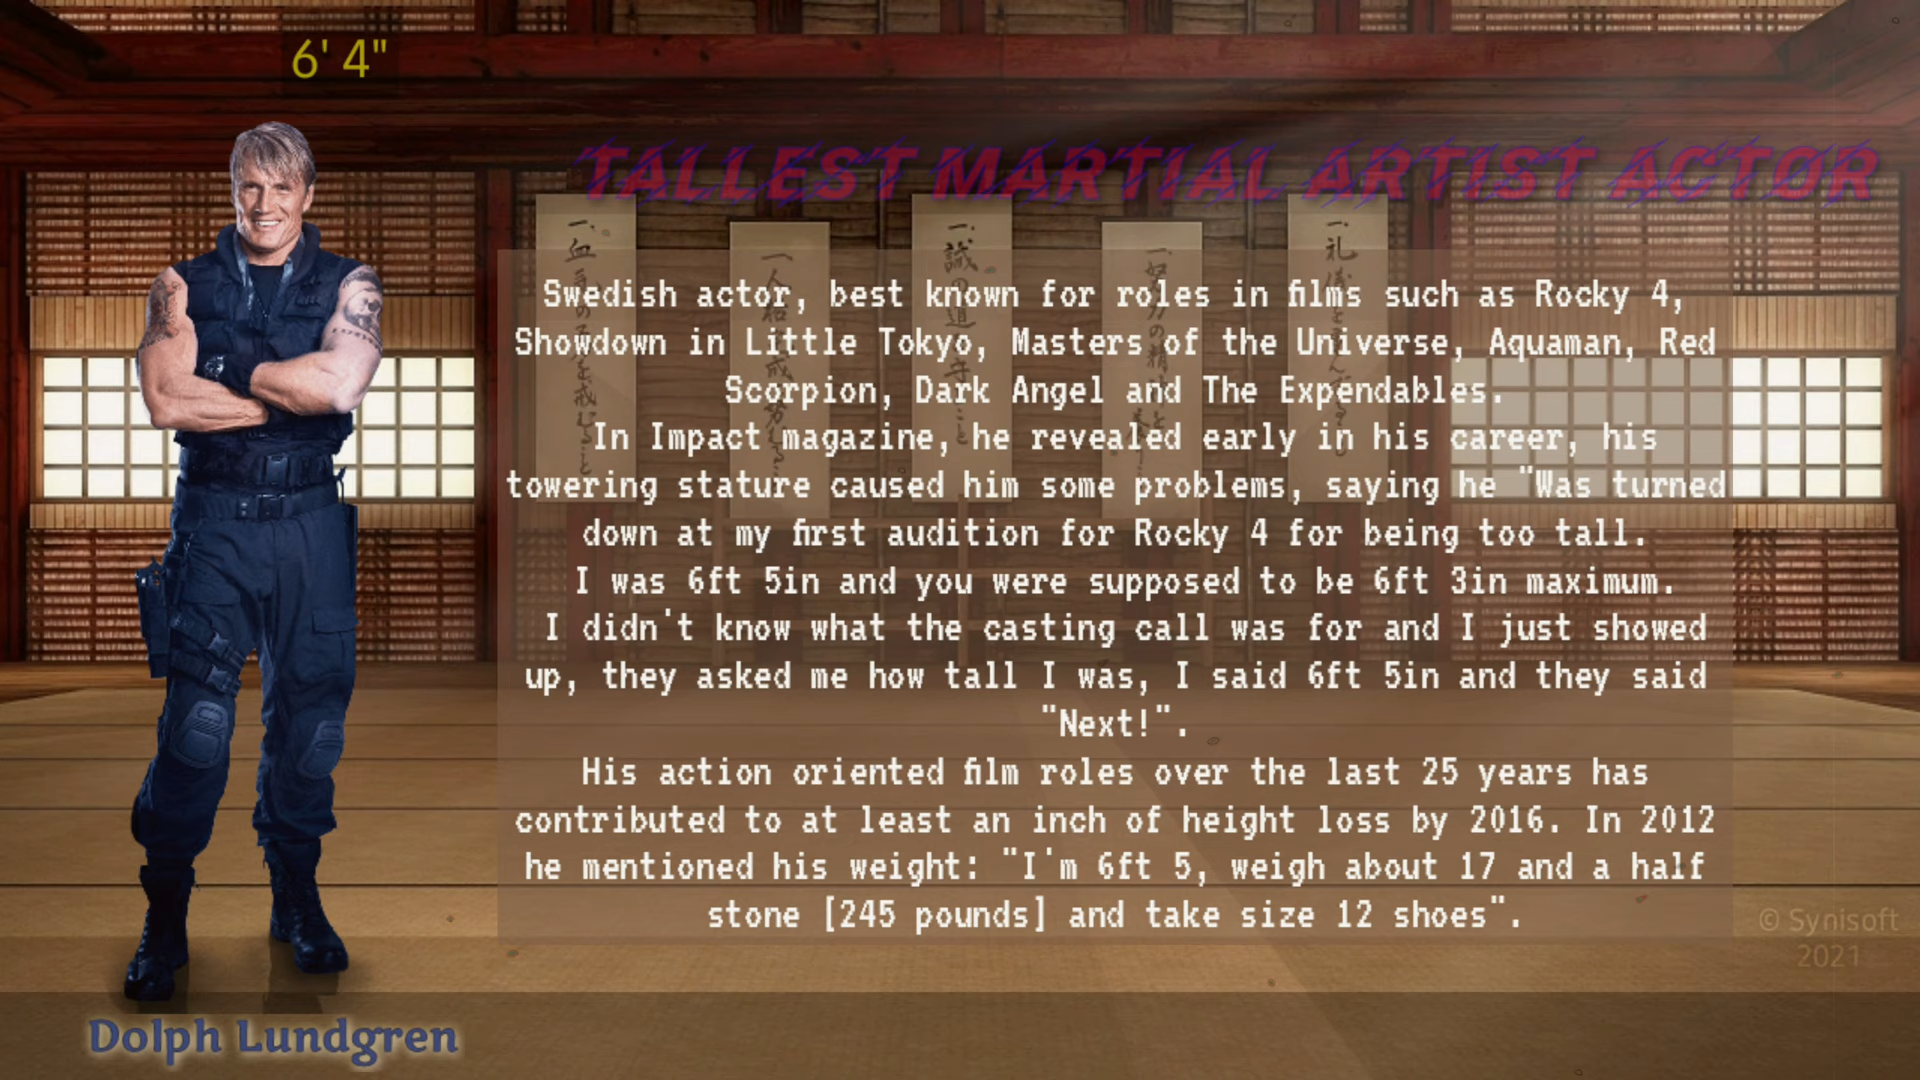 6' 4"
TALLEST MARTIAL ARTIST ACTOR
Swedish actor, best known for roles in films such as Rocky 4,
Showdown in Little Tokyo, Masters of the Universe, Aquaman, Red
Scorpion, Dark Angel and The Expendables.
In Impact magazine, he revealed early in his career, his
towering stature caused him some problems, saying he "Was turned
down at my first audition for Rocky 4 for being too tall.
I was 6ft 5in and you were supposed to be 6ft 3in maximum.
I didn't know what the casting call was for and I just showed
up, they asked me how tall I was, I said 6ft 5in and they said
"Next!".
His action oriented film roles over the last 25 years has
contributed to at least an inch of height loss by 2016. In 2012
he mentioned his weight: "I'm 6ft 5, weigh about 17 and a half
stone [245 pounds] and take size 12 shoes".
© Synisoft
2021
Dolph Lundgren